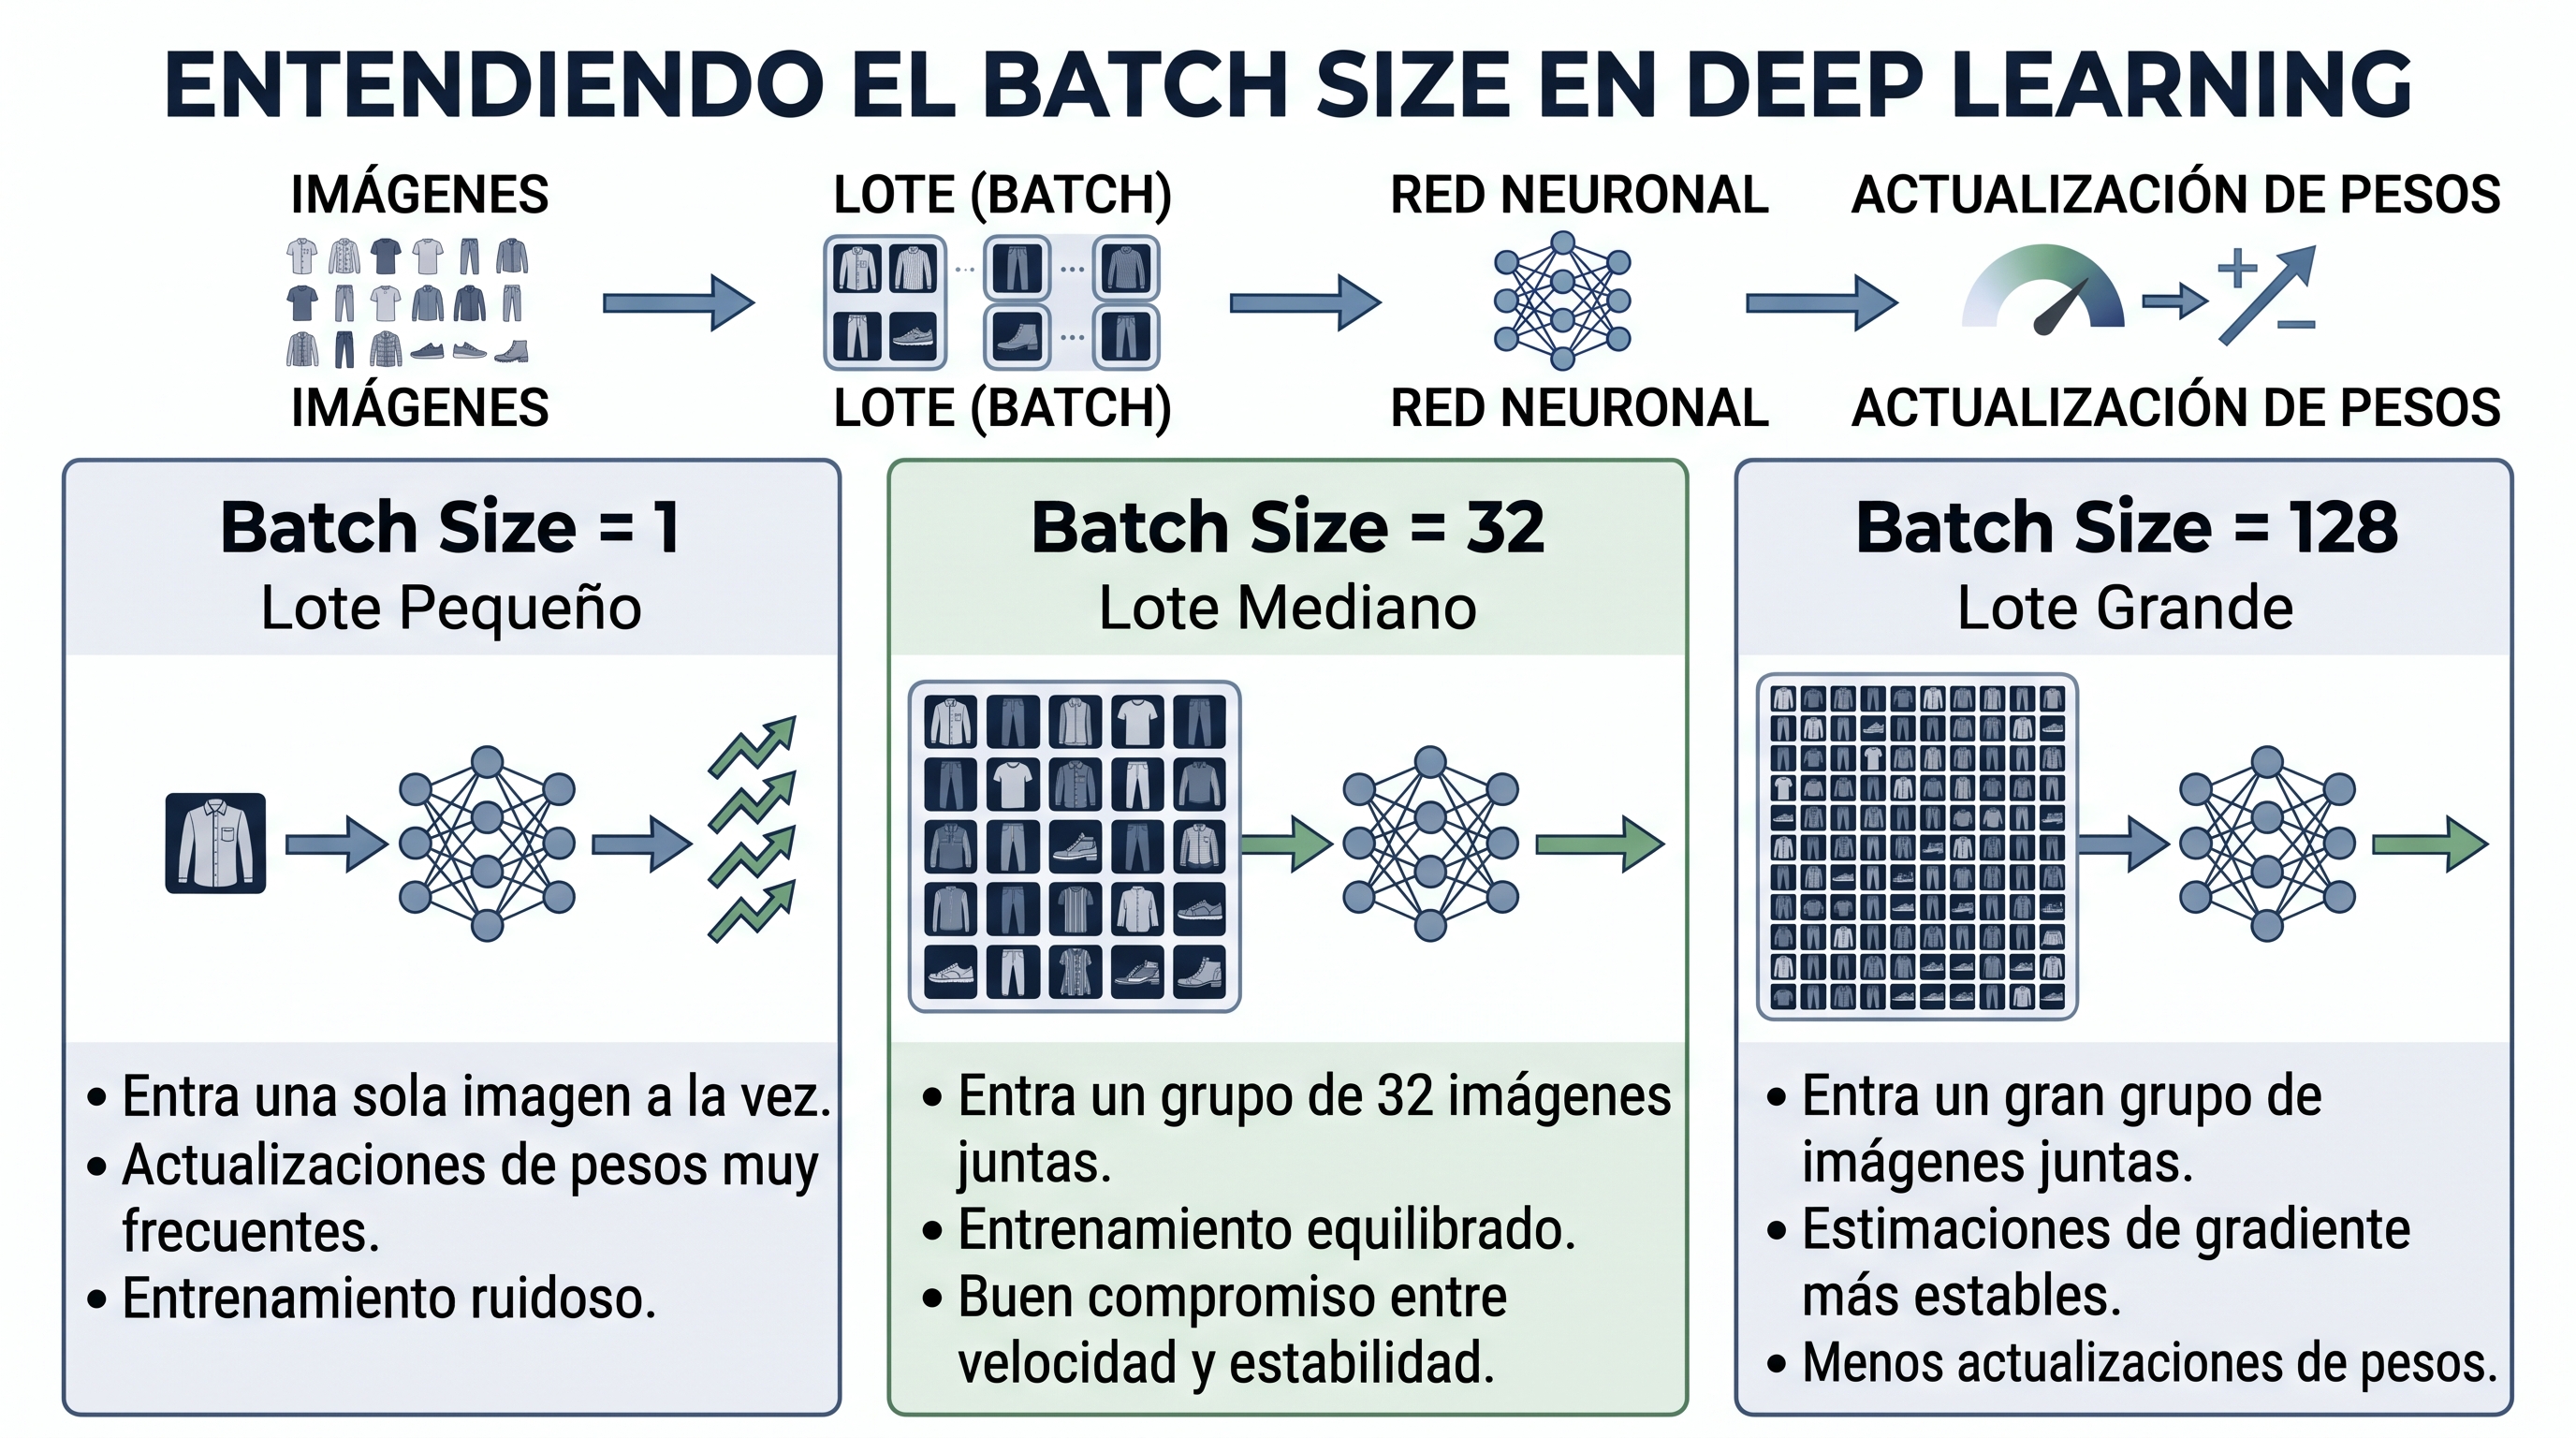 ENTENDIENDO EL BATCH SIZE EN DEEP LEARNING
IMÁGENES
LOTE (BATCH)
RED NEURONAL
ACTUALIZACIÓN DE PESOS
IMÁGENES
LOTE (BATCH)
RED NEURONAL
ACTUALIZACIÓN DE PESOS
Batch Size = 1
Lote Pequeño
• Entra una sola imagen a la vez.
• Actualizaciones de pesos muy
frecuentes.
• Entrenamiento ruidoso.
Batch Size = 32
Lote Mediano
• Entra un grupo de 32 imágenes
juntas.
• Entrenamiento equilibrado.
• Buen compromiso entre
velocidad y estabilidad.
Batch Size = 128
Lote Grande
• Entra un gran grupo de
imágenes juntas.
• Estimaciones de gradiente
más estables.
• Menos actualizaciones de pesos.